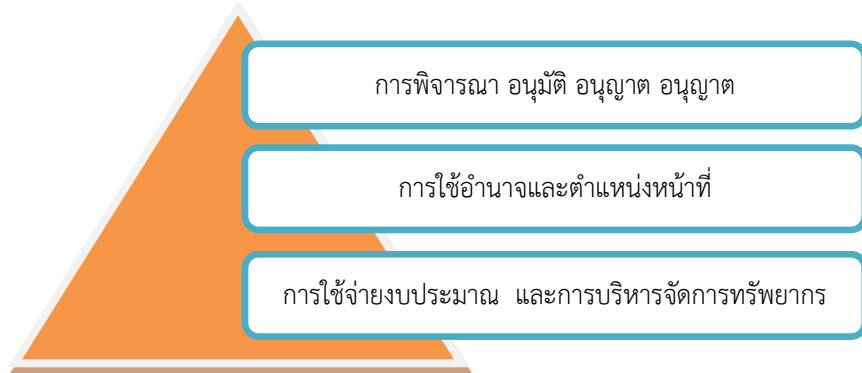 การพิจารณา อนุมัติ อนุญาต อนุญาต
การใช้อำนาจและตำแหน่งหน้าที่
การใช้จ่ายงบประมาณ และการบริหารจัดการทรัพยากร